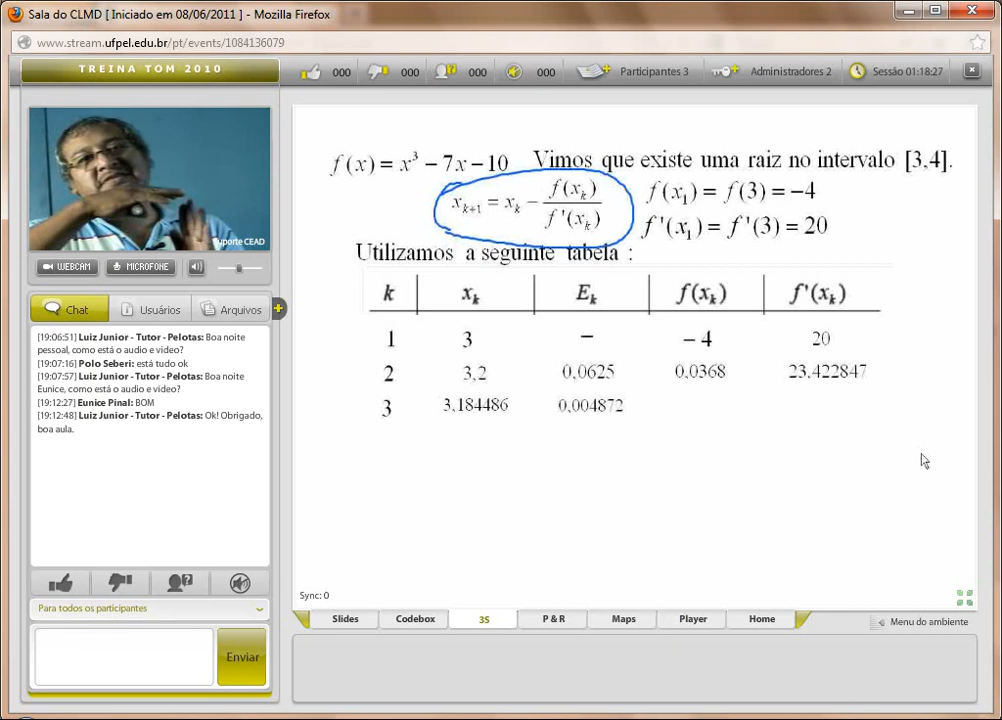 Sala do CLMD [ Iniciado em 08/06/2011 ] - Mozilla Firefox
www.stream.ufpel.edu.br/pt/events/1084136079
TREINA TOM 2010
000 000 000 000 Participantes 3 Administradores 2 Sessão 01:18:27
Suporte CEAD
WEBCAM MICROFONE
Chat Usuários Arquivos
[19:06:51] Luiz Junior - Tutor - Pelotas: Boa noite
pessoal, como está o audio e video?
[19:07:16] Polo Seberi: está tudo ok
[19:07:57] Luiz Junior - Tutor - Pelotas: Boa noite
Eunice, como está o audio e vídeo?
[19:12:27] Eunice Pinal: BOM
[19:12:48] Luiz Junior - Tutor - Pelotas: Ok! Obrigado,
boa aula.
Para todos os participantes
Enviar
f(x) = x³ − 7x − 10 Vimos que existe uma raiz no intervalo [3,4].
x_{k+1} = x_k − f(x_k) / f'(x_k)
f(x₁) = f(3) = −4
f'(x₁) = f'(3) = 20
Utilizamos a seguinte tabela :
k x_k E_k f(x_k) f'(x_k)
1 3 − −4 20
2 3,2 0,0625 0,0368 23,422847
3 3,184486 0,004872
Sync: 0
Slides Codebox 35 P & R Maps Player Home Menu do ambiente